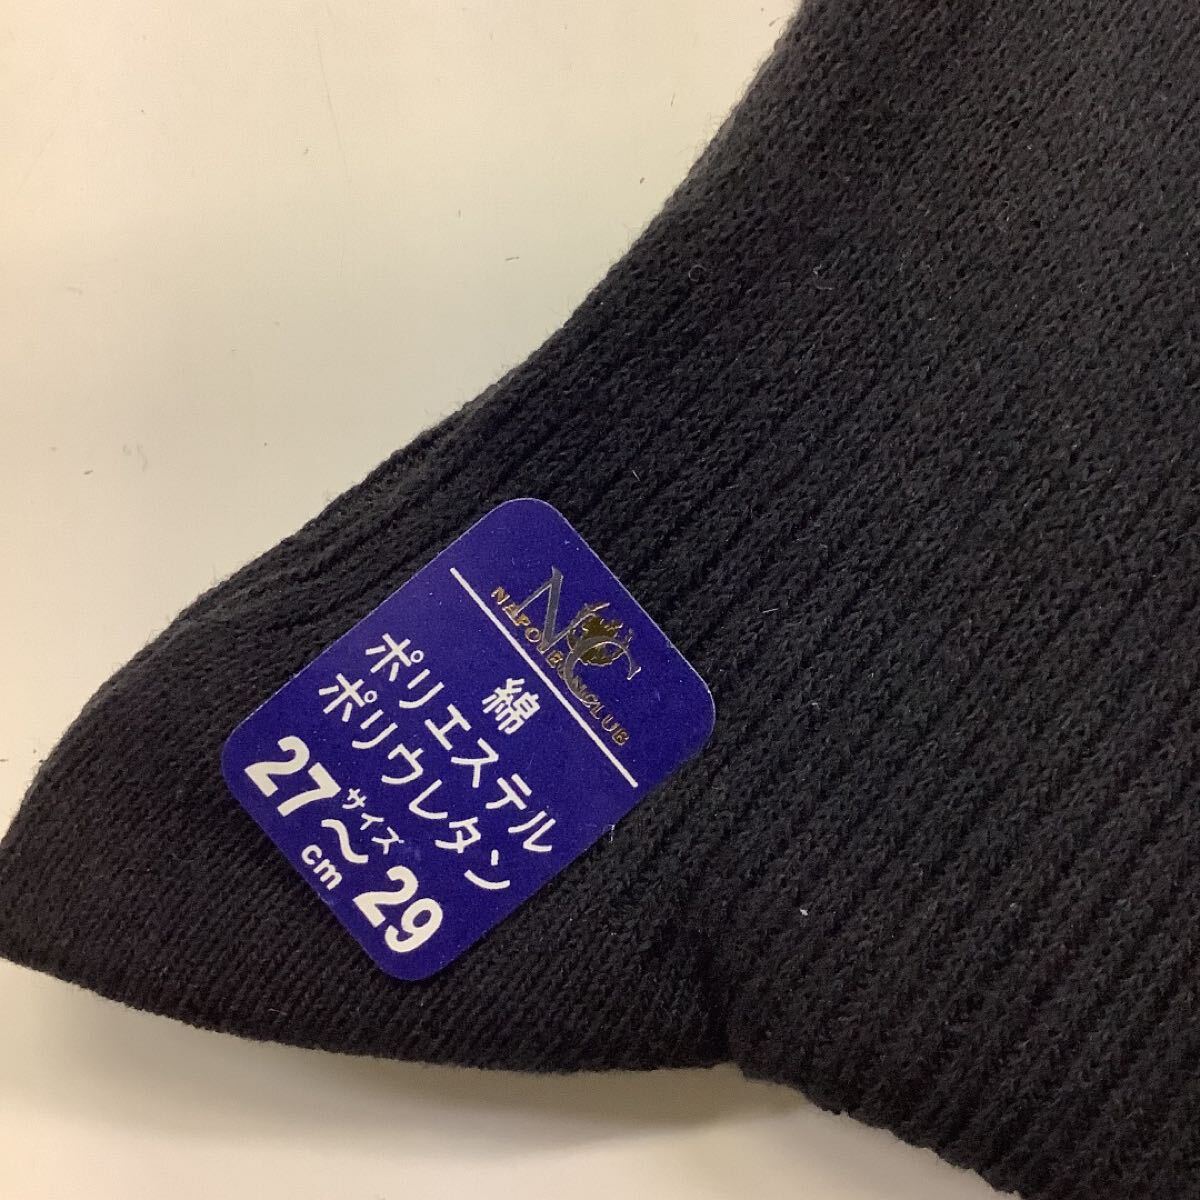 NC
NAPOLEONCLUB
綿
ポリエステル
ポリウレタン
サイズ
27〜29
cm